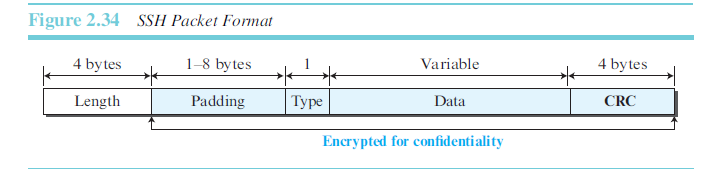 Figure 2.34 SSH Packet Format
4 bytes 1–8 bytes 1 Variable 4 bytes
Length Padding Type Data CRC
Encrypted for confidentiality